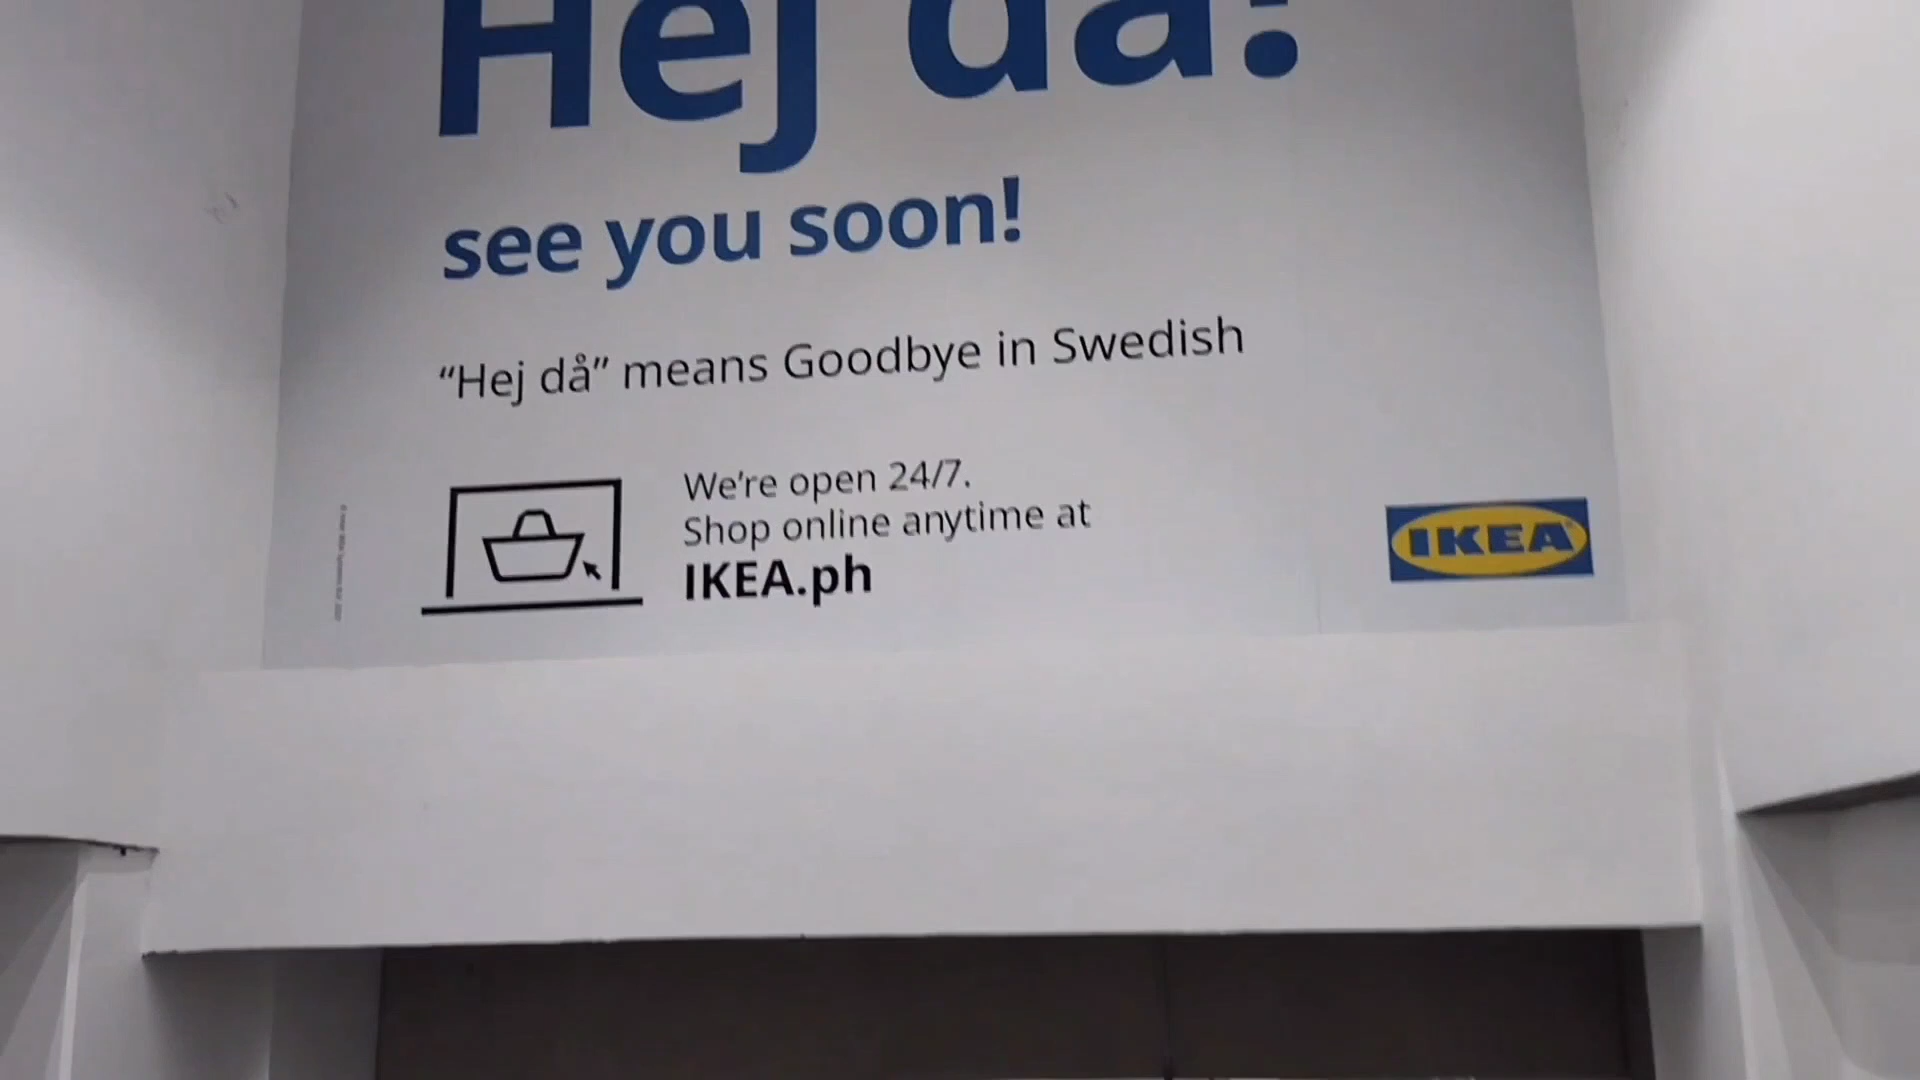 Hej då!
see you soon!
“Hej då” means Goodbye in Swedish
We're open 24/7.
Shop online anytime at
IKEA.ph
IKEA